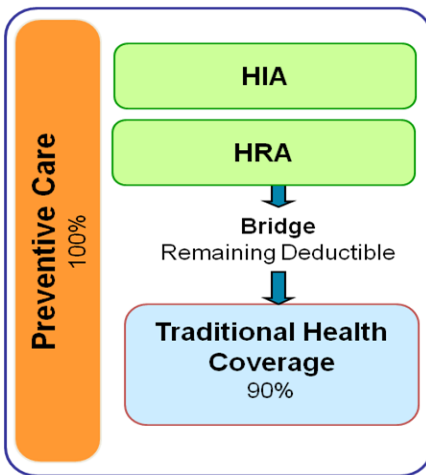 Preventive Care
100%
HIA
HRA
Bridge
Remaining Deductible
Traditional Health
Coverage
90%